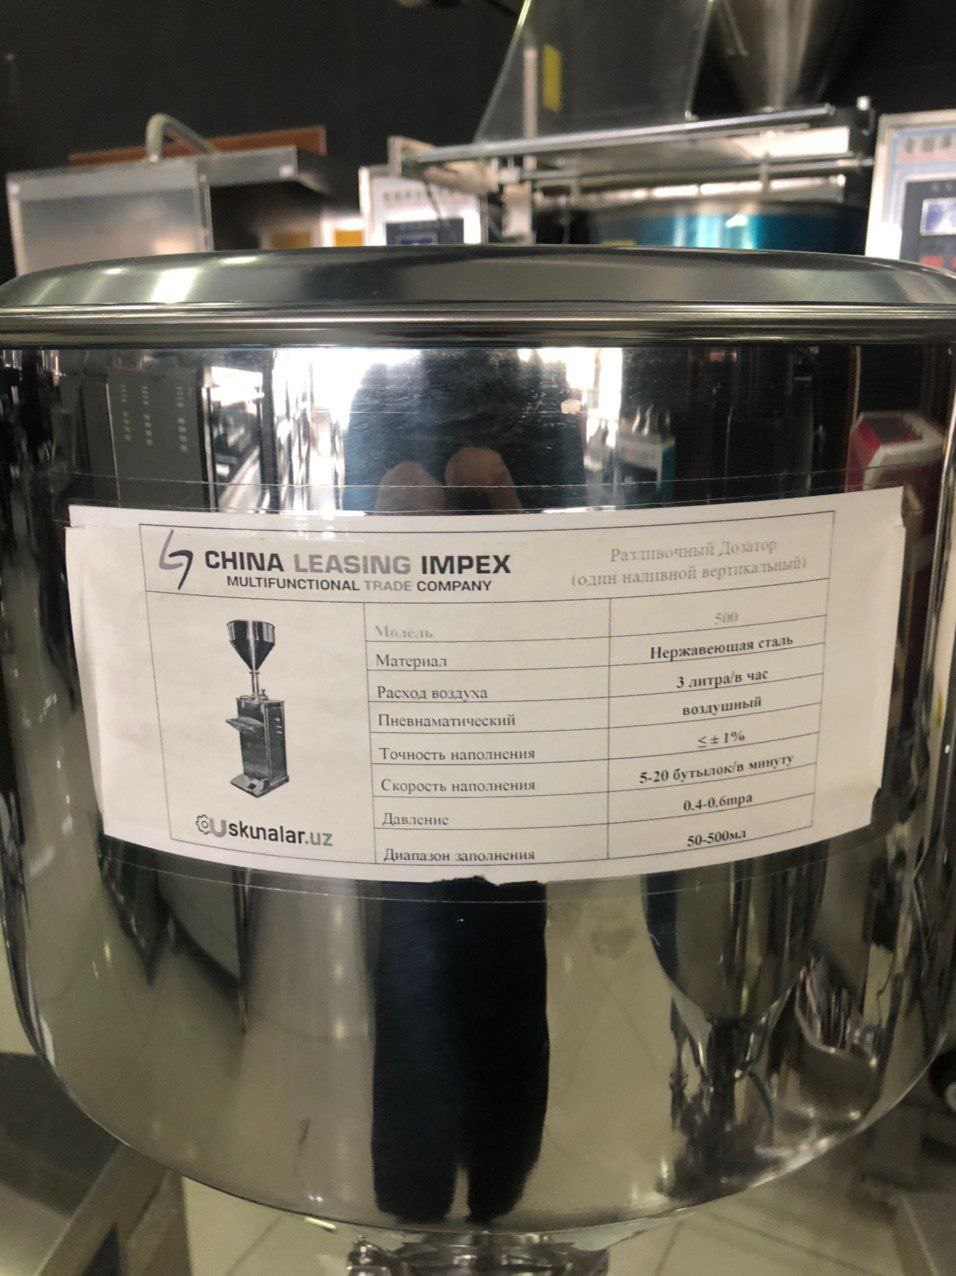 CHINA LEASING IMPEX
MULTIFUNCTIONAL TRADE COMPANY
Разливочный Дозатор
(один наливной вертикальный)
Модель 500
Материал Нержавеющая сталь
Расход воздуха 3 литра/в час
Пневнаматический воздушный
Точность наполнения ≤ ± 1%
Скорость наполнения 5-20 бутылок/в минуту
Давление 0.4-0.6mpa
Диапазон заполнения 50-500мл
Uskunalar.uz